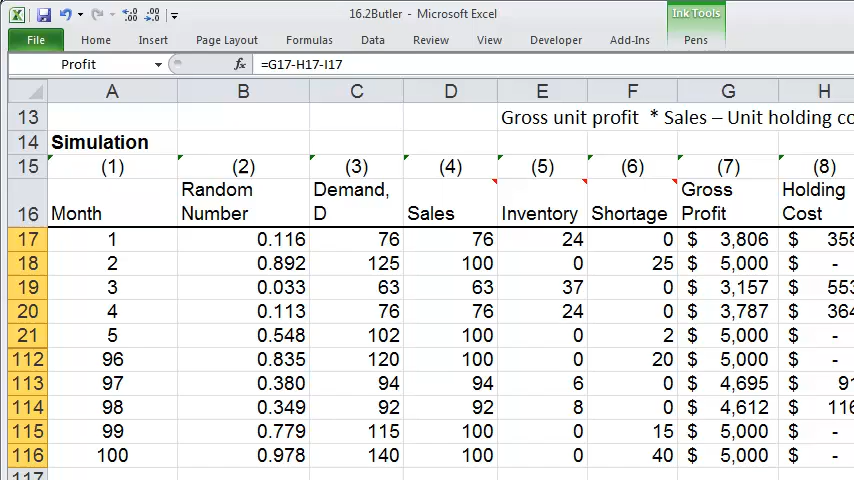 16.2Butler - Microsoft Excel
Ink Tools
File Home Insert Page Layout Formulas Data Review View Developer Add-Ins Pens
Profit fx =G17-H17-I17
A B C D E F G H
13 Gross unit profit * Sales – Unit holding co
14 Simulation
15 (1) (2) (3) (4) (5) (6) (7) (8)
Random Demand, Gross Holding
16 Month Number D Sales Inventory Shortage Profit Cost
17 1 0.116 76 76 24 0 $ 3,806 $ 358
18 2 0.892 125 100 0 25 $ 5,000 $ -
19 3 0.033 63 63 37 0 $ 3,157 $ 553
20 4 0.113 76 76 24 0 $ 3,787 $ 364
21 5 0.548 102 100 0 2 $ 5,000 $ -
112 96 0.835 120 100 0 20 $ 5,000 $ -
113 97 0.380 94 94 6 0 $ 4,695 $ 91
114 98 0.349 92 92 8 0 $ 4,612 $ 116
115 99 0.779 115 100 0 15 $ 5,000 $ -
116 100 0.978 140 100 0 40 $ 5,000 $ -
117